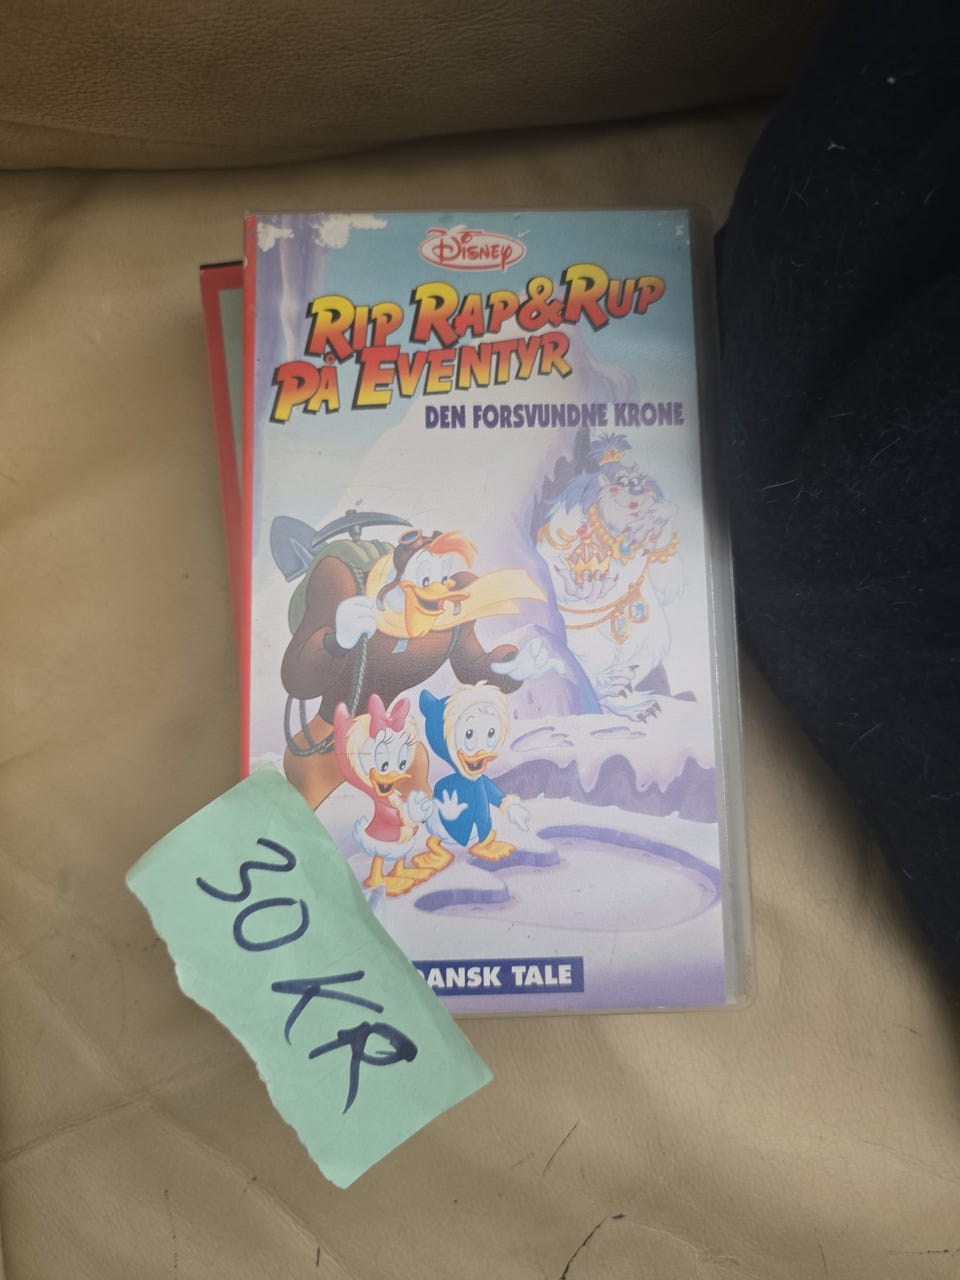 Disney
Rip Rap & Rup
På Eventyr
DEN FORSVUNDNE KRONE
DANSK TALE
30 KR